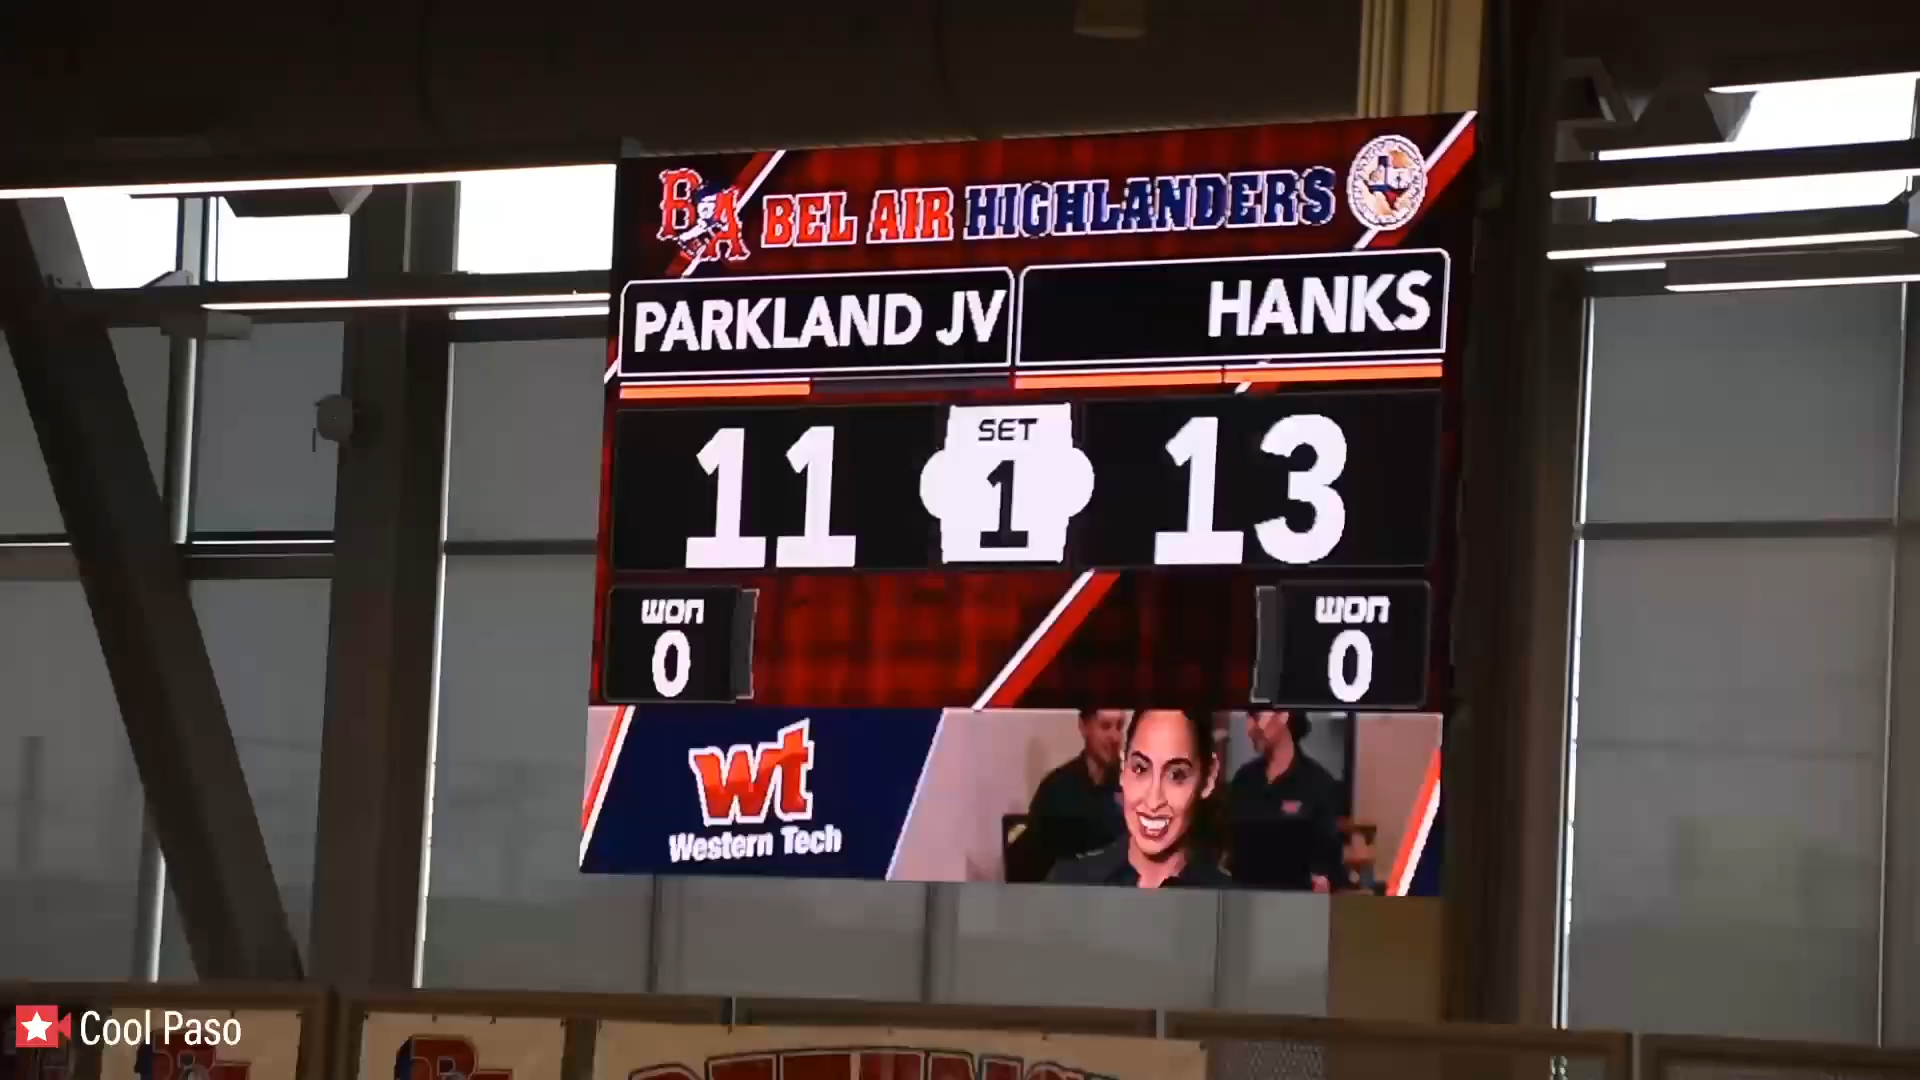 BA BEL AIR HIGHLANDERS
PARKLAND JV
HANKS
11
SET
1
13
WON
0
WON
0
wt
Western Tech
Cool Paso